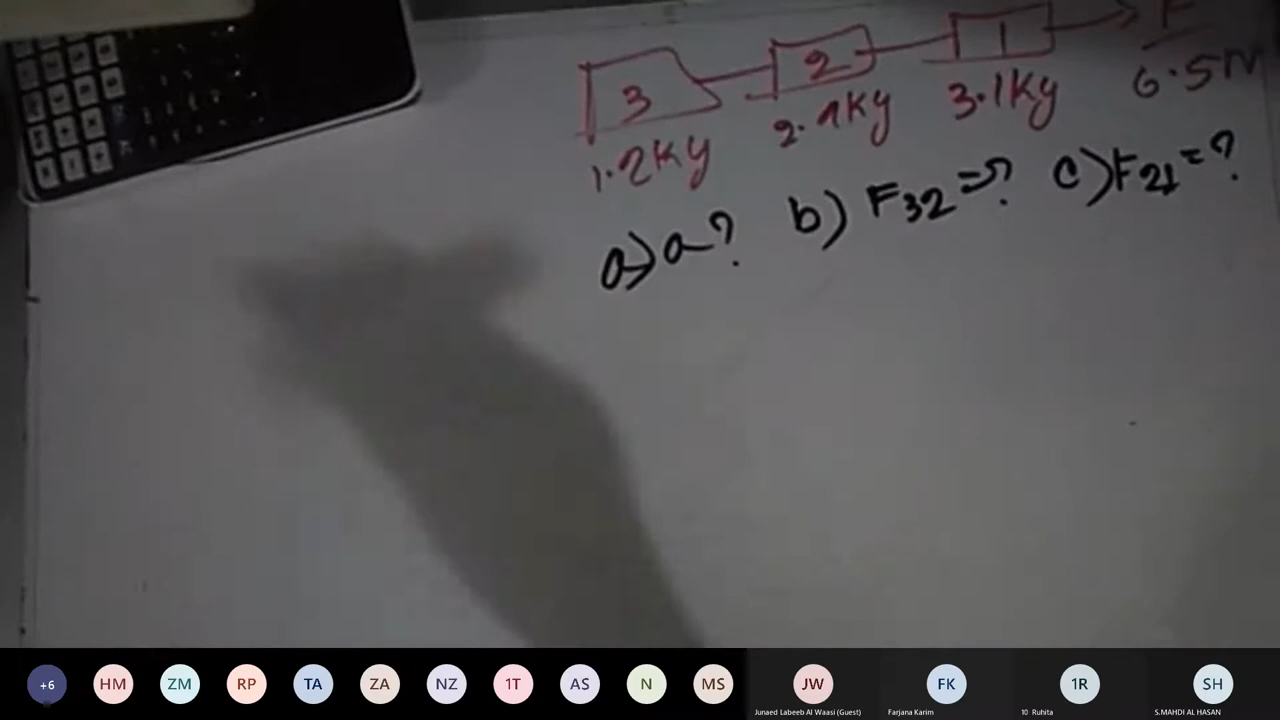 3 2 1 F
1.2Kg 2.4Kg 3.1Kg 6.5N
a) a? b) F32=? c) F21=?
+6 HM ZM RP TA ZA NZ 1T AS N MS JW FK 1R SH
Junaed Labeeb Al Waasi (Guest) Farjana Karim 10 Ruhita S.MAHDI AL HASAN